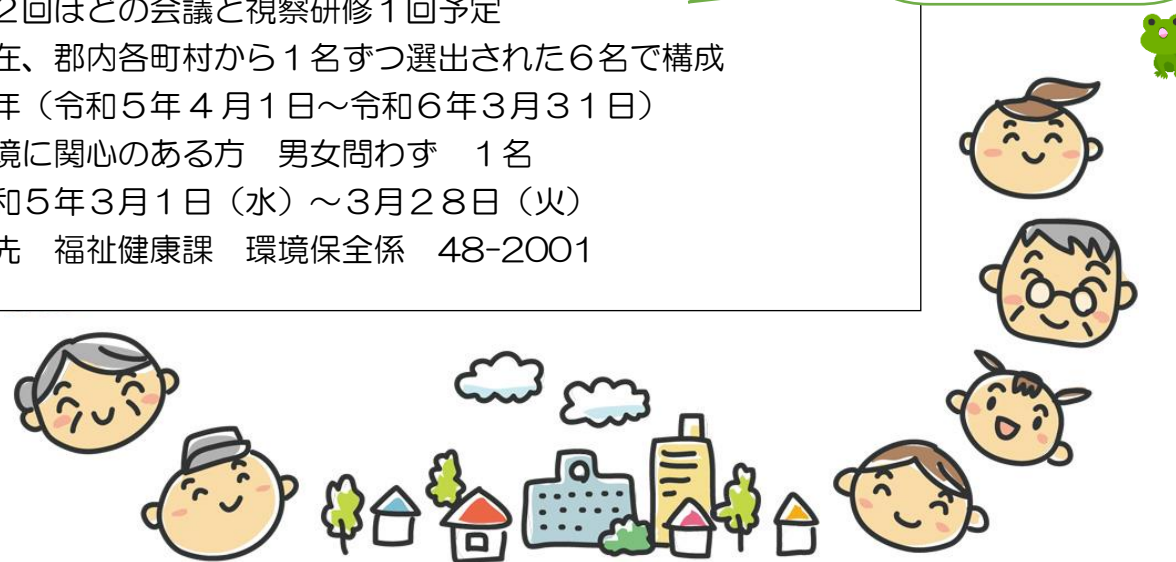 ２回ほどの会議と視察研修１回予定
在、郡内各町村から１名ずつ選出された６名で構成
年（令和５年４月１日～令和６年３月３１日）
境に関心のある方　男女問わず　１名
和５年３月１日（水）～３月２８日（火）
先　福祉健康課　環境保全係　48-2001